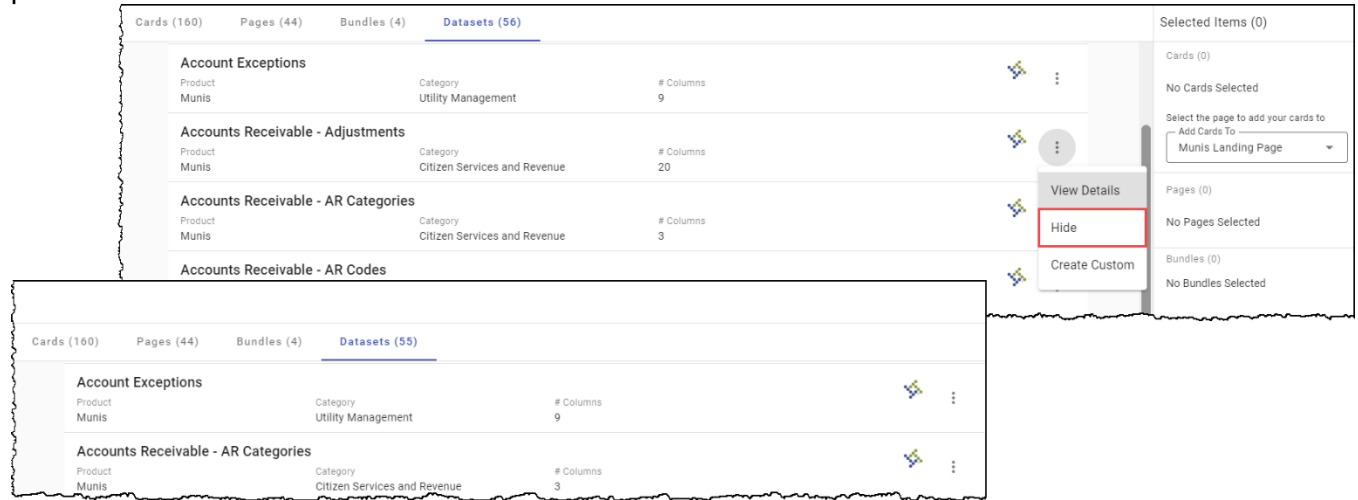 Cards (160) Pages (44) Bundles (4) Datasets (56)
Selected Items (0)
Account Exceptions
Product Category # Columns
Munis Utility Management 9
Accounts Receivable - Adjustments
Product Category # Columns
Munis Citizen Services and Revenue 20
Accounts Receivable - AR Categories
Product Category # Columns
Munis Citizen Services and Revenue 3
Accounts Receivable - AR Codes
View Details
Hide
Create Custom
Cards (0)
No Cards Selected
Select the page to add your cards to
Add Cards To
Munis Landing Page
Pages (0)
No Pages Selected
Bundles (0)
No Bundles Selected
Cards (160) Pages (44) Bundles (4) Datasets (55)
Account Exceptions
Product Category # Columns
Munis Utility Management 9
Accounts Receivable - AR Categories
Product Category # Columns
Munis Citizen Services and Revenue 3